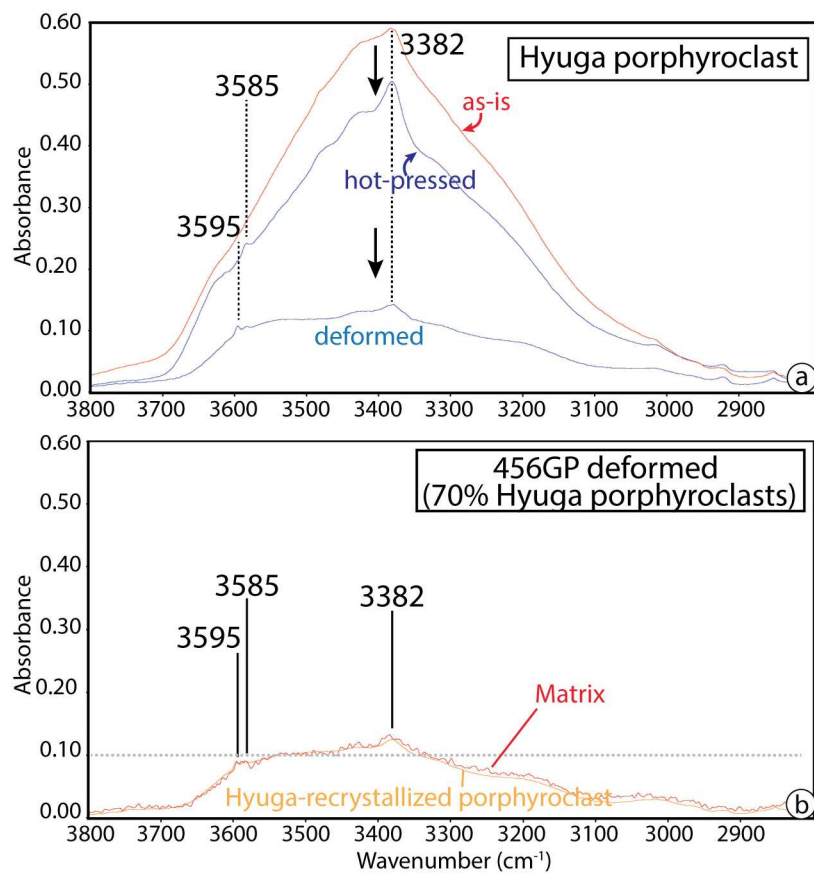 0.60
3382
Hyuga porphyroclast
3585
0.50
as-is
0.40
hot-pressed
Absorbance
0.30
3595
0.20
0.10
deformed
0.00
a
3800 3700 3600 3500 3400 3300 3200 3100 3000 2900
0.60
456GP deformed
(70% Hyuga porphyroclasts)
0.50
0.40
3585
3382
Absorbance
0.30
3595
0.20
Matrix
0.10
Hyuga-recrystallized porphyroclast
0.00
b
3800 3700 3600 3500 3400 3300 3200 3100 3000 2900
Wavenumber (cm⁻¹)